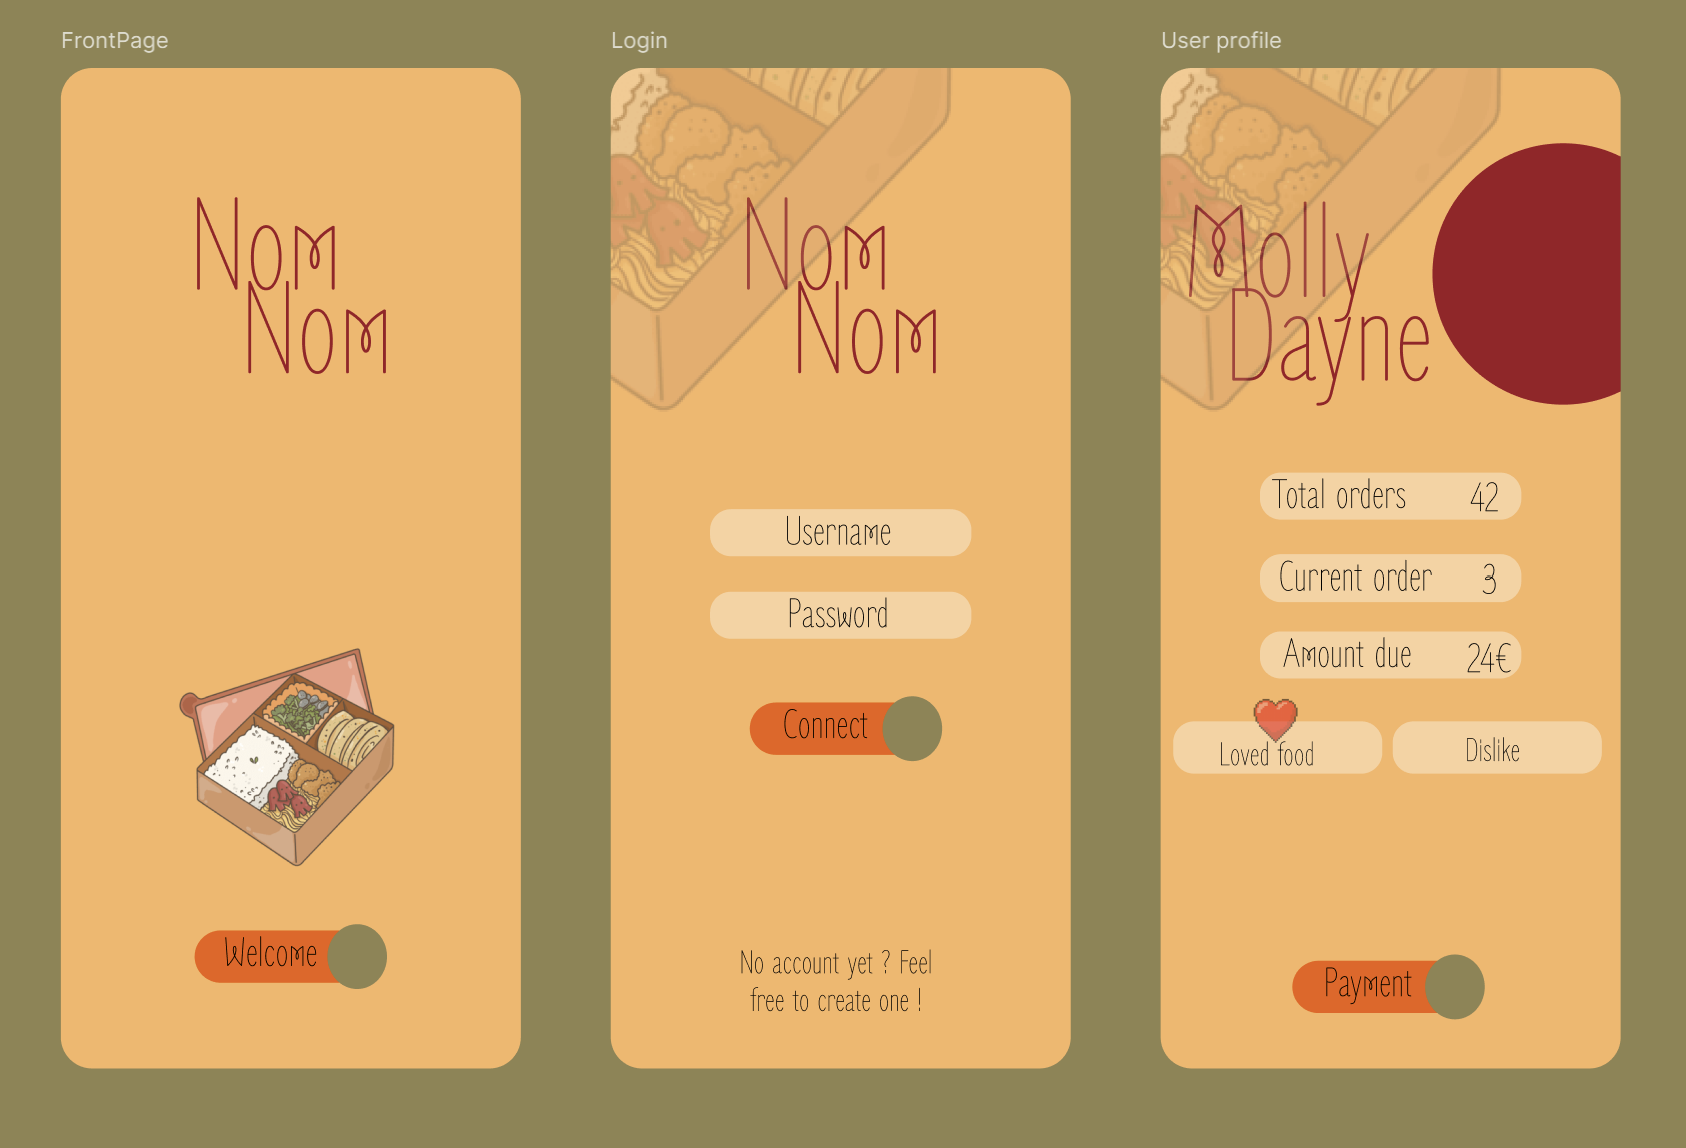 FrontPage
Nom
Nom
Welcome
Login
Nom
Nom
Username
Password
Connect
No account yet ? Feel
free to create one !
User profile
Molly
Dayne
Total orders 42
Current order 3
Amount due 24€
Loved food
Dislike
Payment